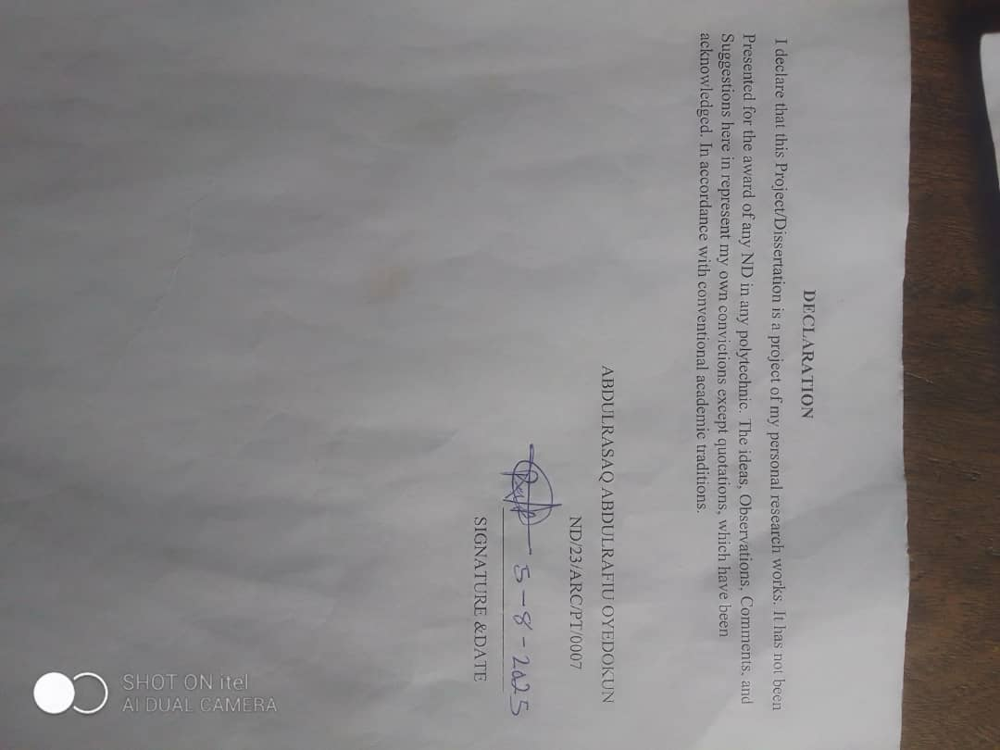 DECLARATION
I declare that this Project/Dissertation is a project of my personal research works. It has not been
Presented for the award of any ND in any polytechnic. The ideas, Observations, Comments, and
Suggestions here in represent my own convictions except quotations, which have been
acknowledged. In accordance with conventional academic traditions.
ABDULRASAQ ABDULRAFIU OYEDOKUN
ND/23/ARC/PT/0007
5-8-2025
SIGNATURE &DATE
SHOT ON itel
AI DUAL CAMERA